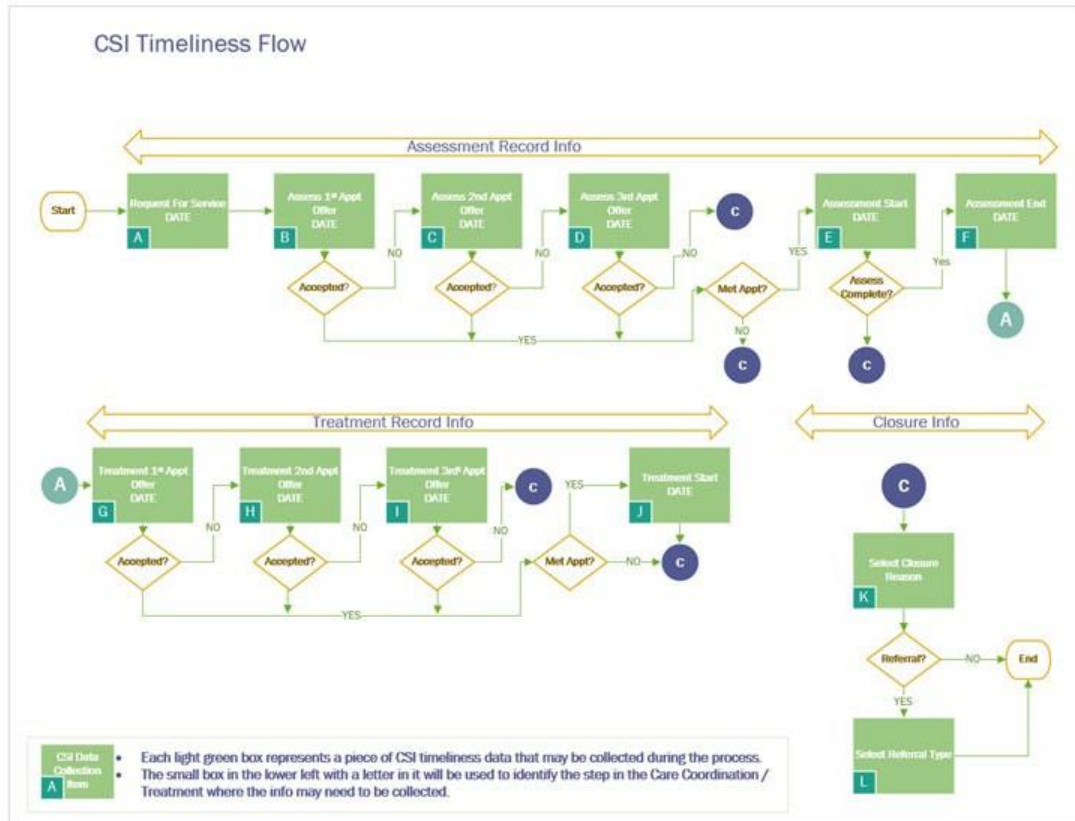 CSI Timeliness Flow
Assessment Record Info
Start
Request For Service
DATE
A
Assess 1st Appt
Offer
DATE
B
Assess 2nd Appt
Offer
DATE
C
Assess 3rd Appt
Offer
DATE
D
C
Assessment Start
DATE
E
Assessment End
DATE
F
NO
NO
NO
YES
Yes
Accepted?
Accepted?
Accepted?
Met Appt?
Assess
Complete?
YES
NO
A
C
C
Treatment Record Info
Closure Info
A
Treatment 1st Appt
Offer
DATE
G
Treatment 2nd Appt
Offer
DATE
H
Treatment 3rd Appt
Offer
DATE
I
C
YES
Treatment Start
DATE
J
NO
NO
NO
Accepted?
Accepted?
Accepted?
Met Appt?
NO
C
YES
C
Select Closure
Reason
K
Referral?
NO
End
YES
Select Referral Type
L
CSI Data
Collection
Item
A
• Each light green box represents a piece of CSI timeliness data that may be collected during the process.
• The small box in the lower left with a letter in it will be used to identify the step in the Care Coordination /
Treatment where the info may need to be collected.